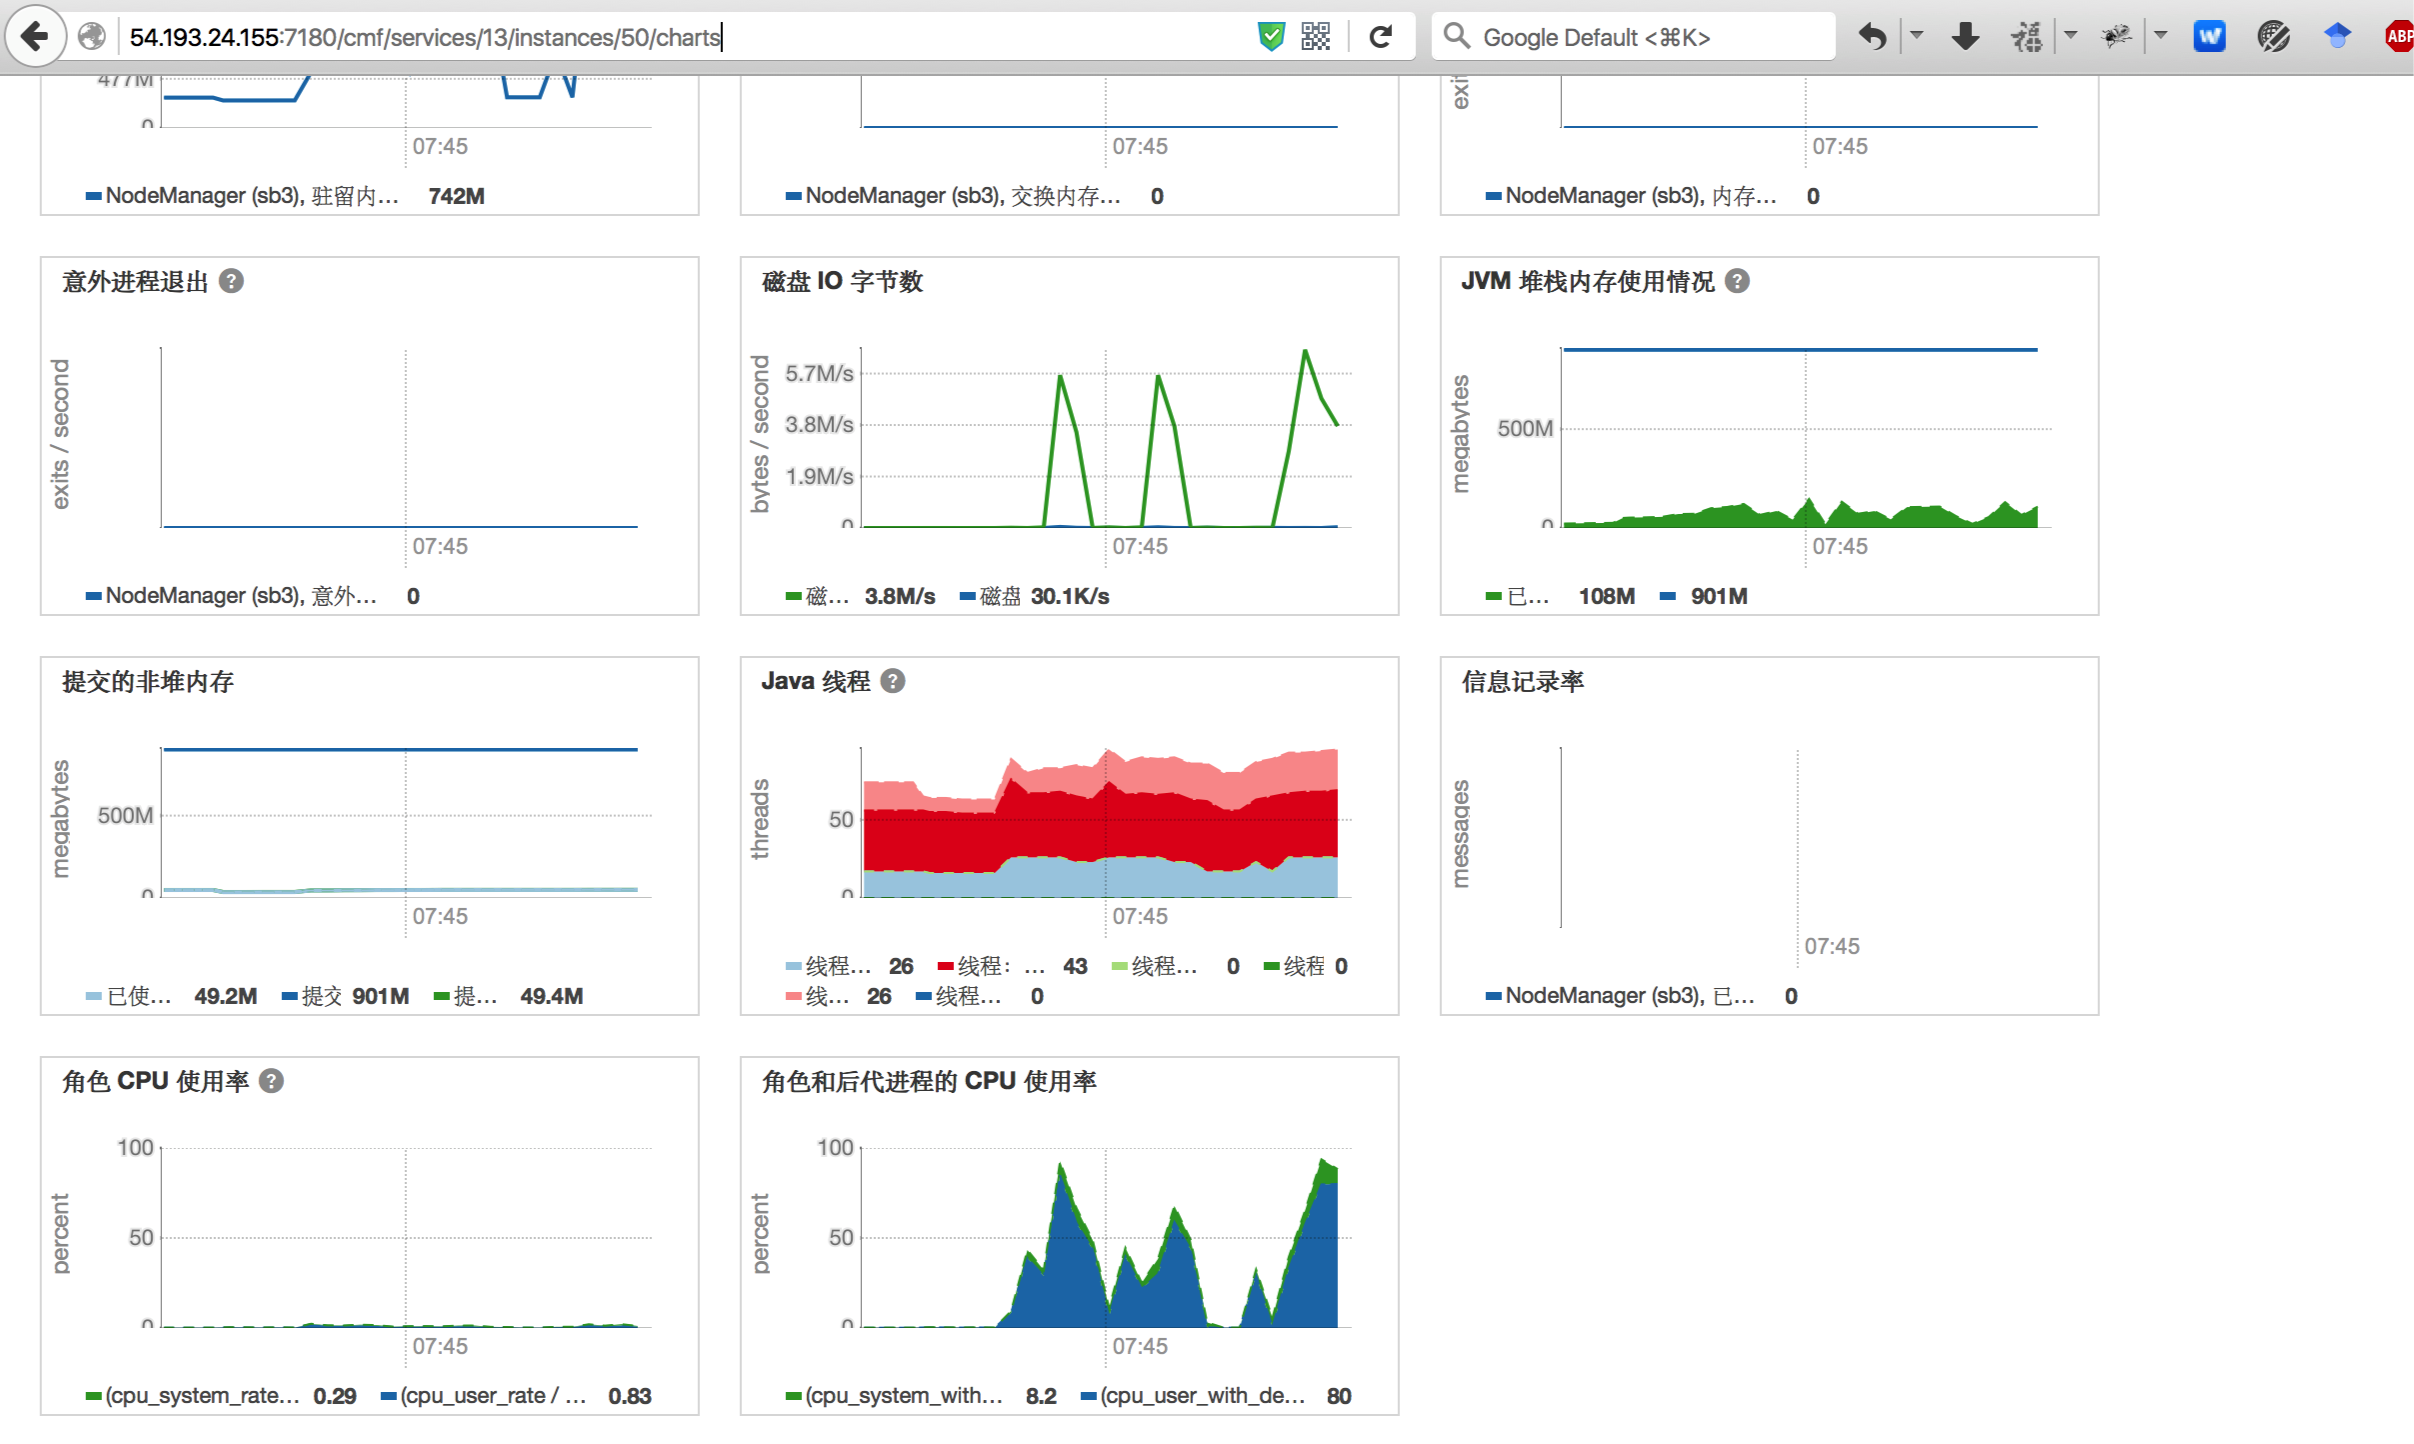 54.193.24.155:7180/cmf/services/13/instances/50/charts
Google Default <⌘K>
W
ABP
477M
0
07:45
NodeManager (sb3), 驻留内… 742M
07:45
NodeManager (sb3), 交换内存… 0
exi
07:45
NodeManager (sb3), 内存… 0
意外进程退出 ?
exits / second
07:45
NodeManager (sb3), 意外… 0
磁盘 IO 字节数
bytes / second
5.7M/s
3.8M/s
1.9M/s
0
07:45
磁… 3.8M/s 磁盘 30.1K/s
JVM 堆栈内存使用情况 ?
megabytes
500M
0
07:45
已… 108M 901M
提交的非堆内存
megabytes
500M
0
07:45
已使… 49.2M 提交 901M 提… 49.4M
Java 线程 ?
threads
50
0
07:45
线程… 26 线程: … 43 线程… 0 线程 0
线… 26 线程… 0
信息记录率
messages
07:45
NodeManager (sb3), 已… 0
角色 CPU 使用率 ?
percent
100
50
0
07:45
(cpu_system_rate… 0.29 (cpu_user_rate / … 0.83
角色和后代进程的 CPU 使用率
percent
100
50
0
07:45
(cpu_system_with… 8.2 (cpu_user_with_de… 80